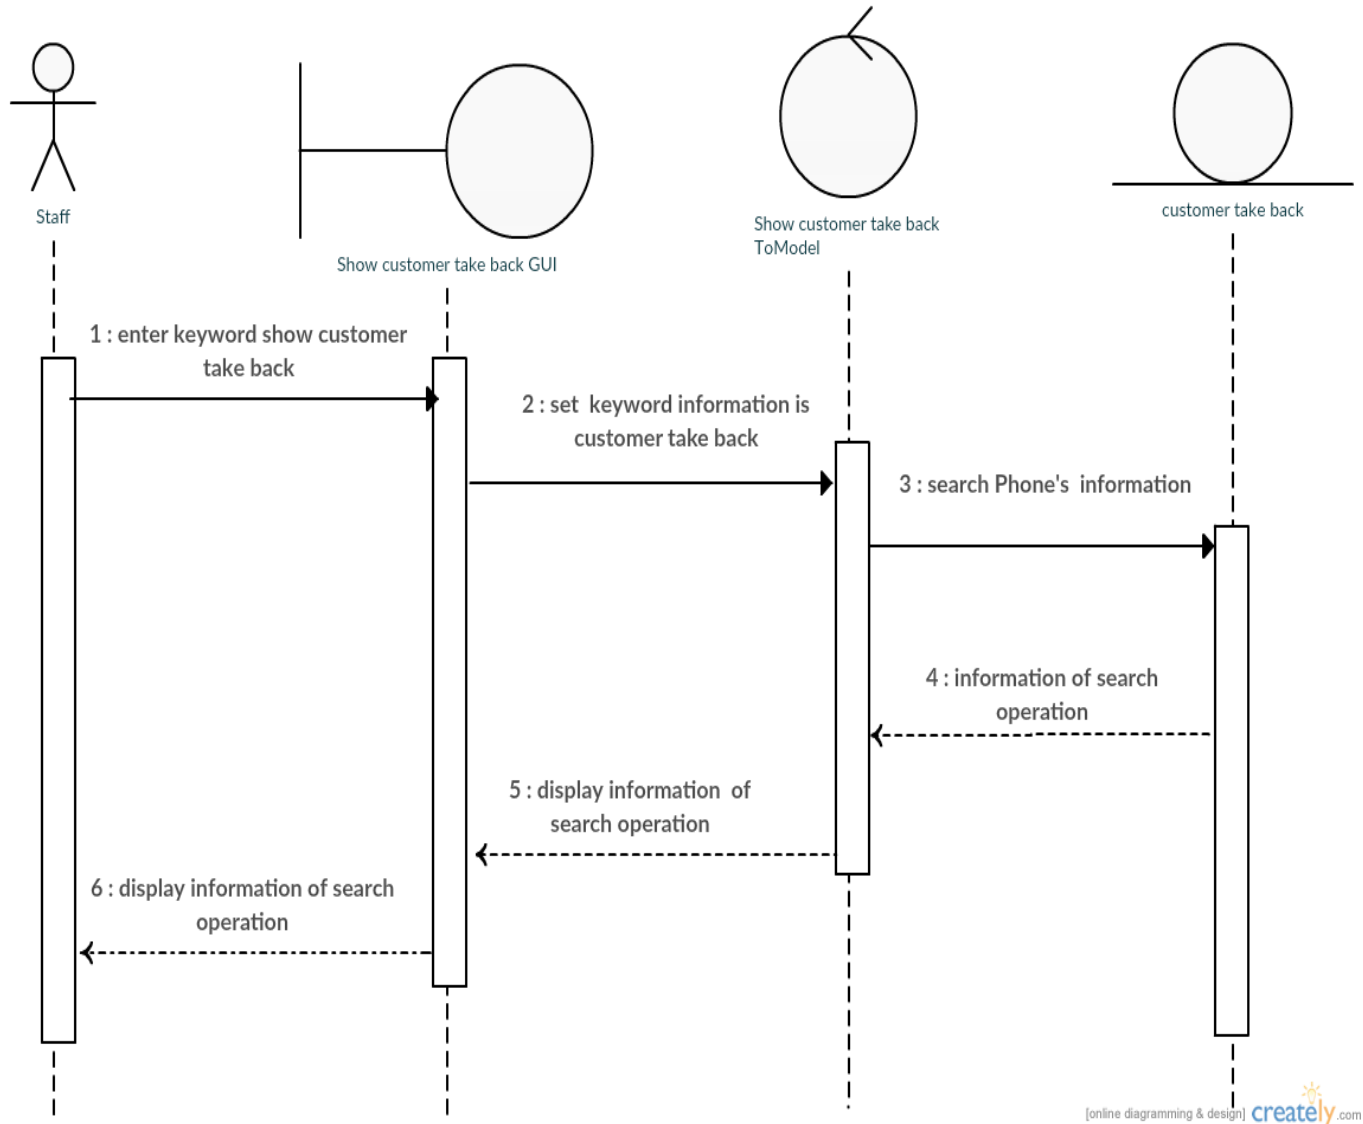 Staff
Show customer take back GUI
Show customer take back
ToModel
customer take back
1 : enter keyword show customer
take back
2 : set  keyword information is
customer take back
3 : search Phone's  information
4 : information of search
operation
5 : display information  of
search operation
6 : display information of search
operation
[online diagramming & design] creately.com